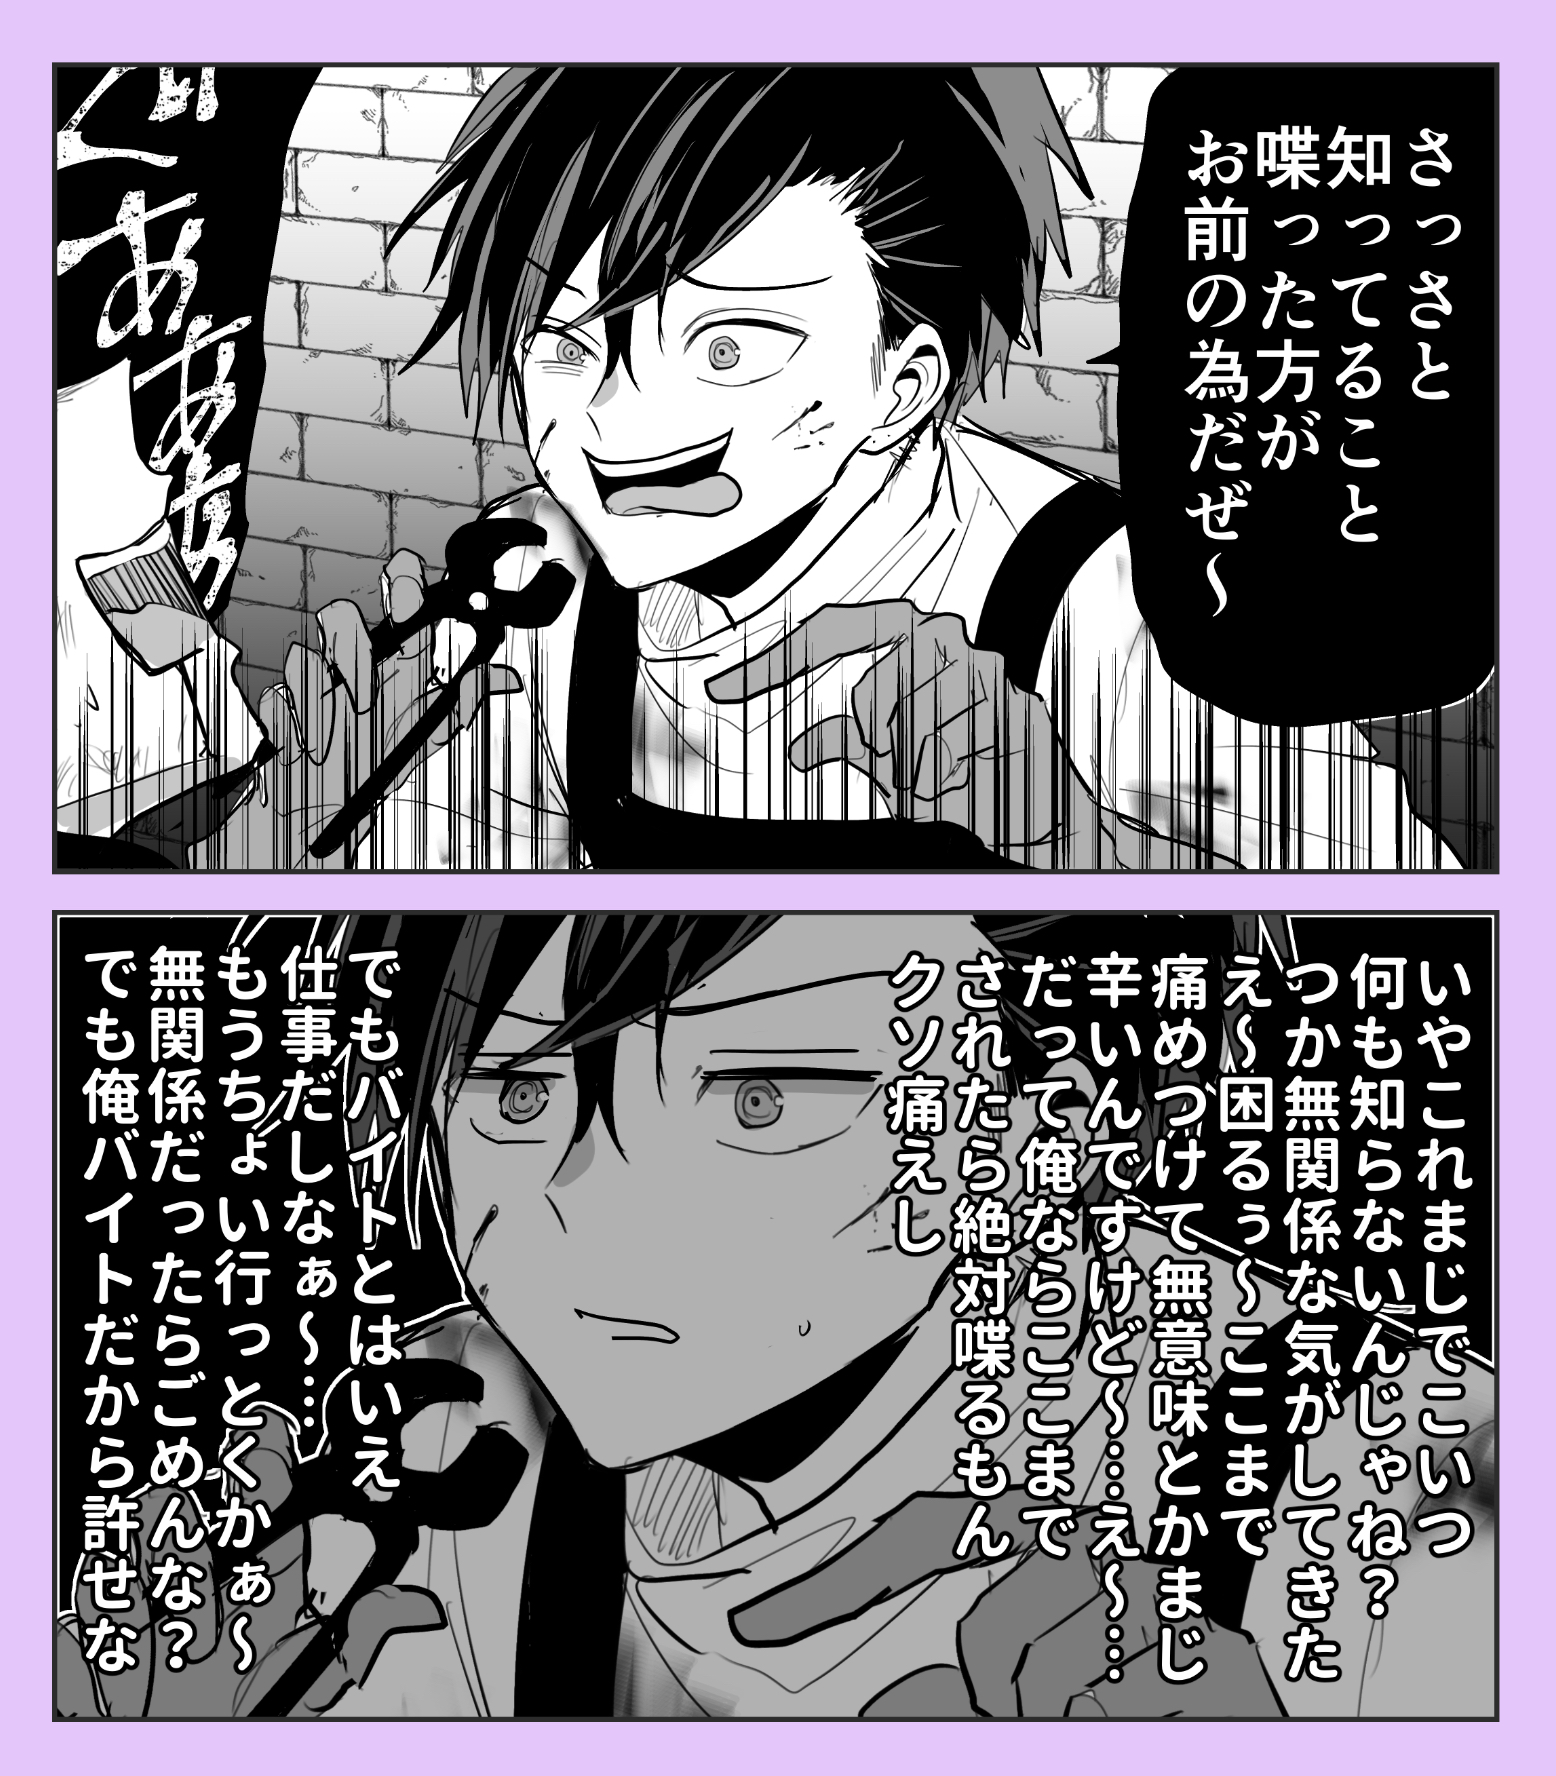 さっさと
知ってること
喋った方が
お前の為だぜ～
ぐ
あああ
いやこれまじでこいつ
何も知らないんじゃね？
つか無関係な気がしてきた
え～困るぅ～ここまで
痛めつけて無意味とかまじ
辛いんですけど～…え～…
だって俺ならここまで
されたら絶対喋るもん
クソ痛えし
でもバイトとはいえ
仕事だしなぁ～…
もうちょい行っとくかぁ～
無関係だったらごめんな？
でも俺バイトだから許せな